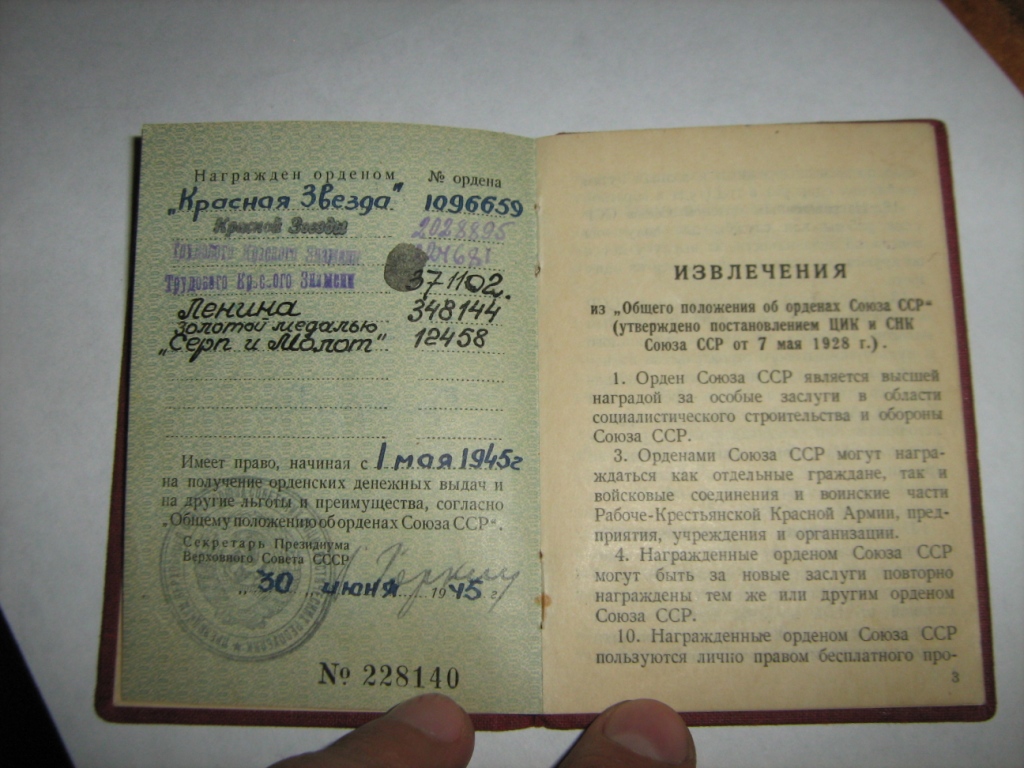 Награжден орденом № ордена
„Красная Звезда" 1096659
Красной Звезды 2028895
Трудового Красного Знамени
Трудового Красного Знамени 371102.
Ленина 348144
золотой медалью
„Серп и Молот" 12458
Имеет право, начиная с 1 мая 1945г
на получение орденских денежных выдач и
на другие льготы и преимущества, согласно
„Общему положению об орденах Союза ССР".
Секретарь Президиума
Верховного Совета СССР
„30 июня 1945 г.
№ 228140
ИЗВЛЕЧЕНИЯ
из „Общего положения об орденах Союза ССР"
(утверждено постановлением ЦИК и СНК
Союза ССР от 7 мая 1928 г.).
1. Орден Союза ССР является высшей
наградой за особые заслуги в области
социалистического строительства и обороны
Союза ССР.
3. Орденами Союза ССР могут награ-
ждаться как отдельные граждане, так и
войсковые соединения и воинские части
Рабоче-Крестьянской Красной Армии, пред-
приятия, учреждения и организации.
4. Награжденные орденом Союза ССР
могут быть за новые заслуги повторно
награждены тем же или другим орденом
Союза ССР.
10. Награжденные орденом Союза ССР
пользуются лично правом бесплатного про-
3